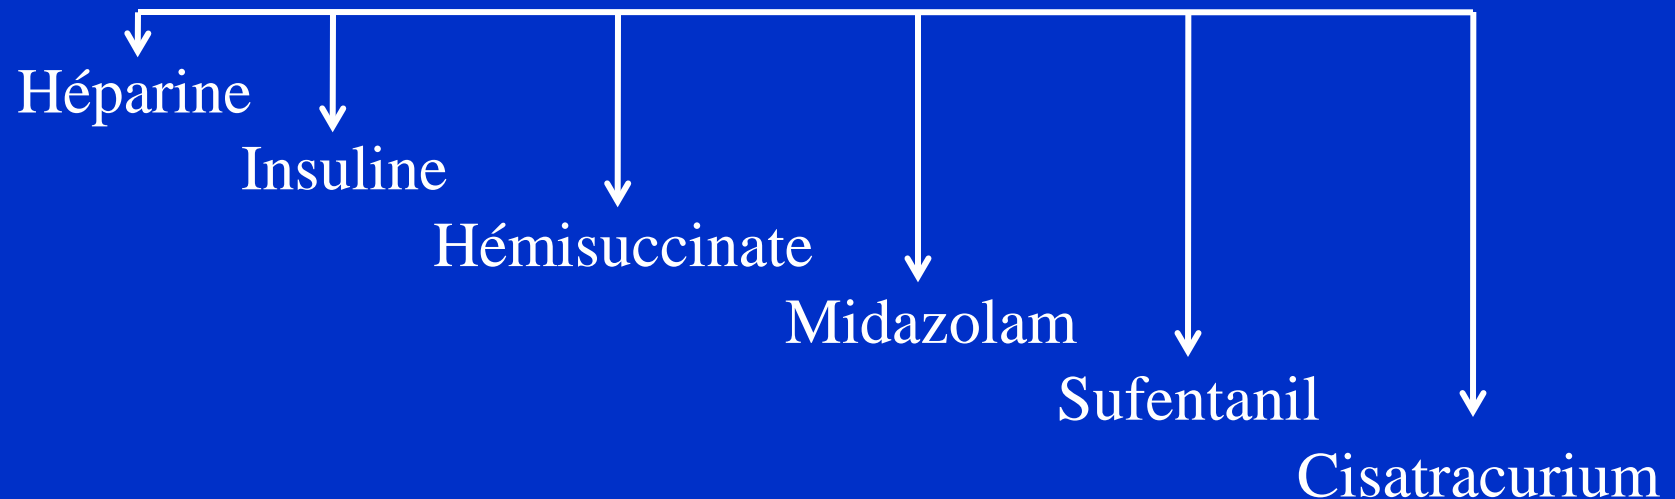 Héparine
Insuline
Hémisuccinate
Midazolam
Sufentanil
Cisatracurium